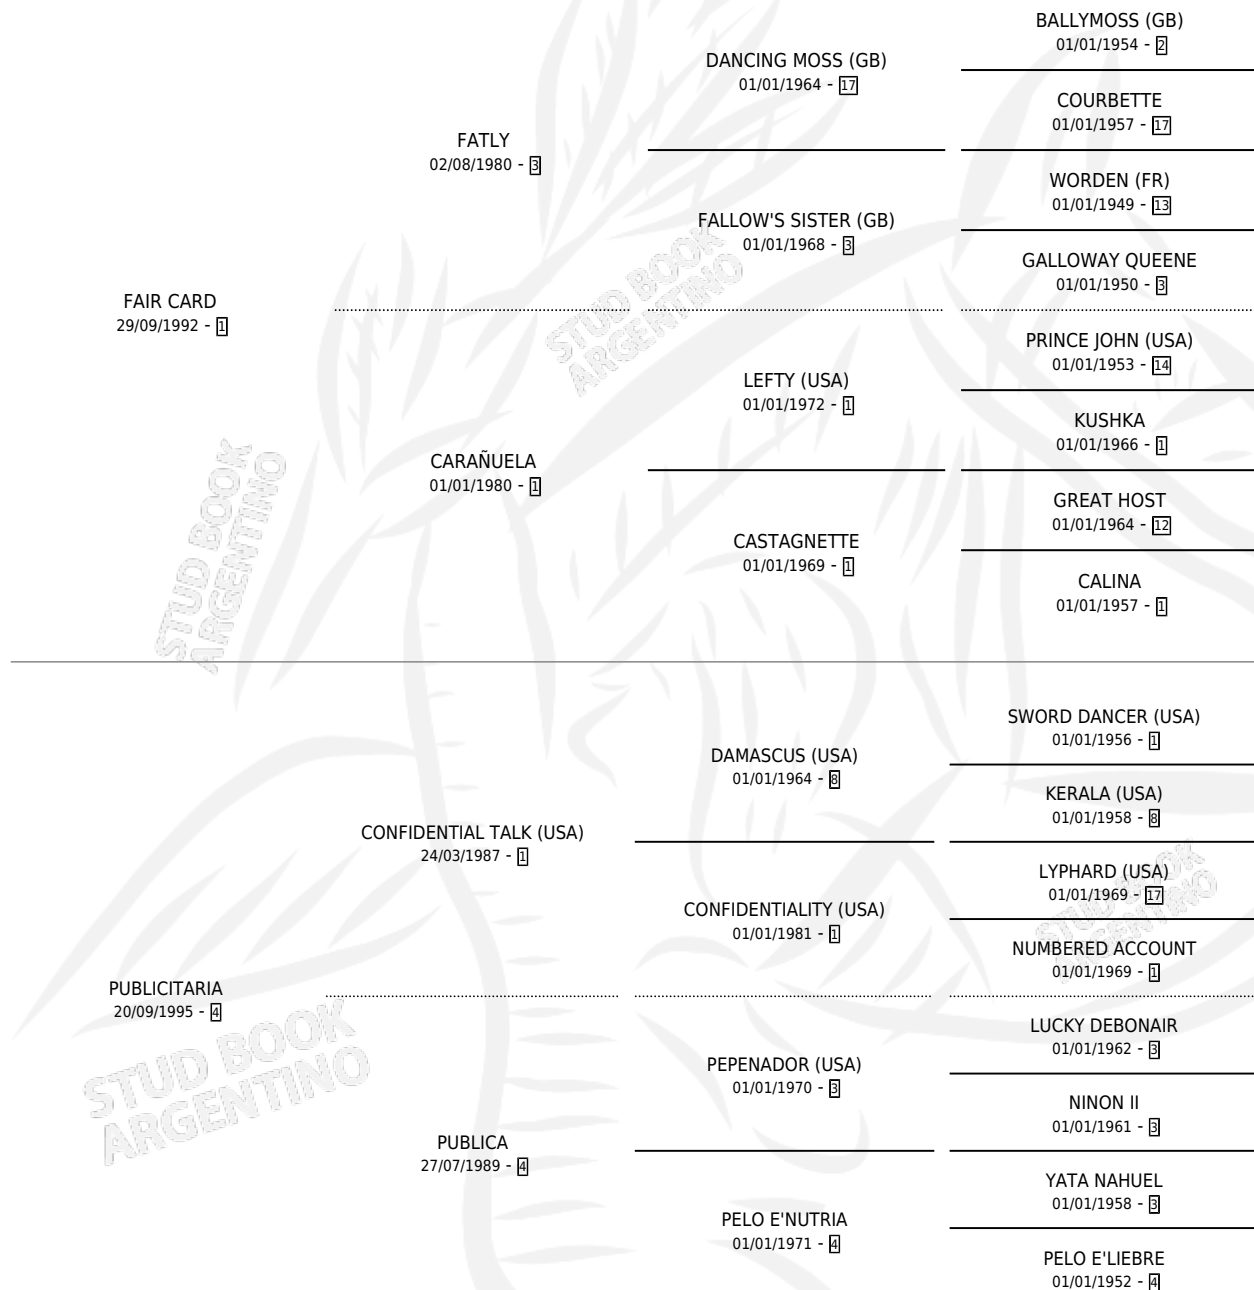 BALLYMOSS (GB)
01/01/1954 - 2
DANCING MOSS (GB)
01/01/1964 - 17
COURBETTE
01/01/1957 - 17
FATLY
02/08/1980 - 3
WORDEN (FR)
01/01/1949 - 13
FALLOW'S SISTER (GB)
01/01/1968 - 3
GALLOWAY QUEENE
01/01/1950 - 3
FAIR CARD
29/09/1992 - 1
PRINCE JOHN (USA)
01/01/1953 - 14
LEFTY (USA)
01/01/1972 - 1
KUSHKA
01/01/1966 - 1
CARAÑUELA
01/01/1980 - 1
GREAT HOST
01/01/1964 - 12
CASTAGNETTE
01/01/1969 - 1
CALINA
01/01/1957 - 1
SWORD DANCER (USA)
01/01/1956 - 1
DAMASCUS (USA)
01/01/1964 - 8
KERALA (USA)
01/01/1958 - 8
CONFIDENTIAL TALK (USA)
24/03/1987 - 1
LYPHARD (USA)
01/01/1969 - 17
CONFIDENTIALITY (USA)
01/01/1981 - 1
NUMBERED ACCOUNT
01/01/1969 - 1
PUBLICITARIA
20/09/1995 - 4
LUCKY DEBONAIR
01/01/1962 - 3
PEPENADOR (USA)
01/01/1970 - 3
NINON II
01/01/1961 - 3
PUBLICA
27/07/1989 - 4
YATA NAHUEL
01/01/1958 - 3
PELO E'NUTRIA
01/01/1971 - 4
PELO E'LIEBRE
01/01/1952 - 4
STUD BOOK
ARGENTINO
STUD BOOK
ARGENTINO
STUD BOOK
ARGENTINO
STUD BOOK
ARGENTINO